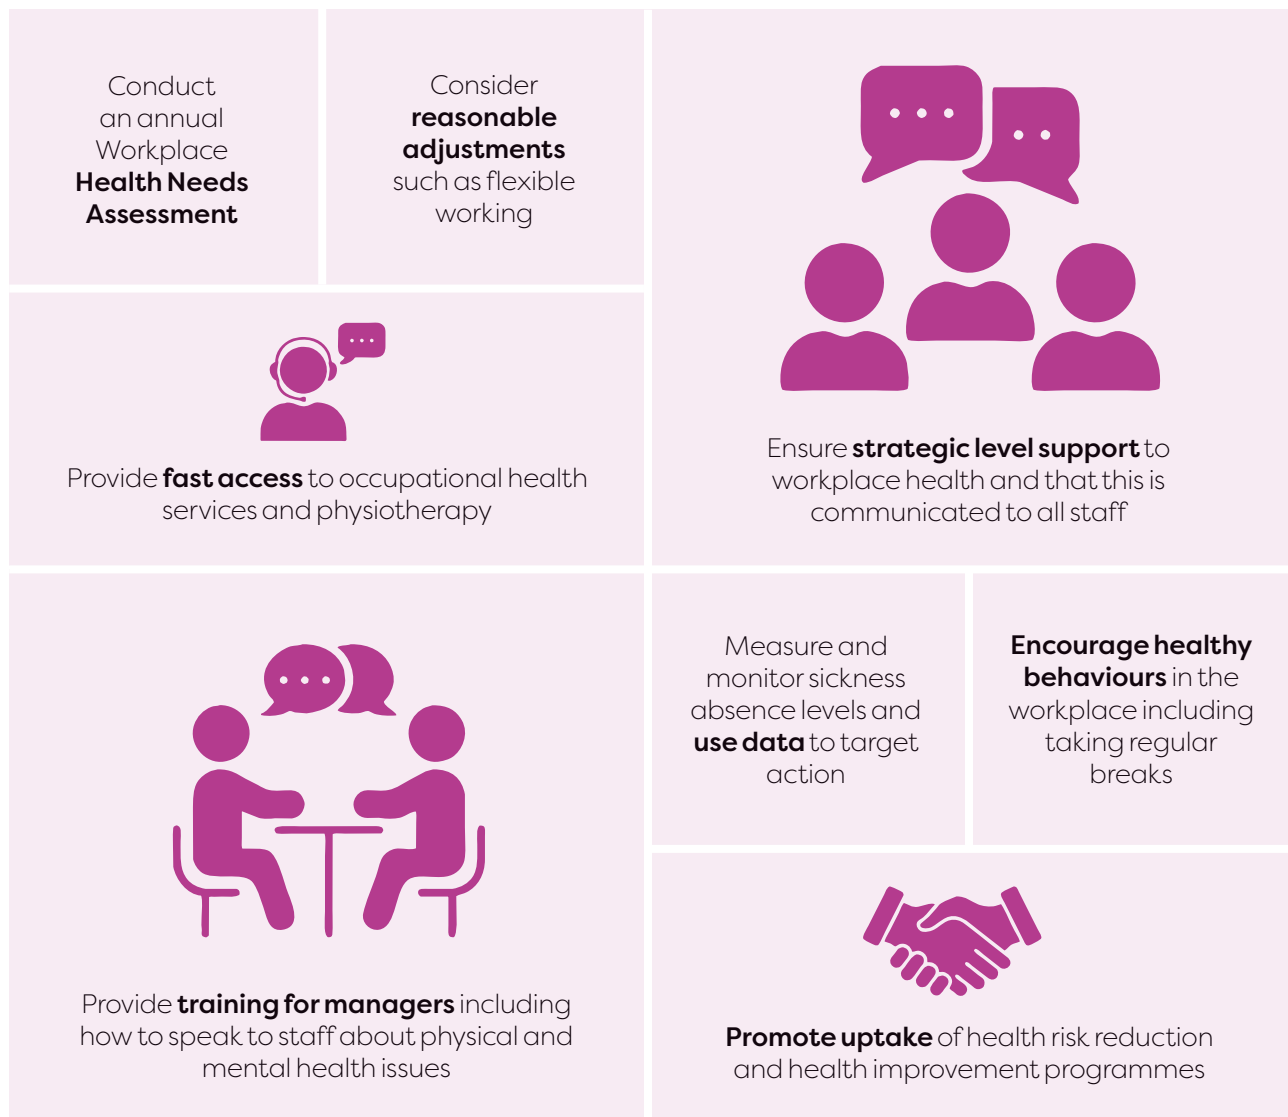 Conduct
an annual
Workplace
Health Needs
Assessment
Consider
reasonable
adjustments
such as flexible
working
Provide fast access to occupational health
services and physiotherapy
Ensure strategic level support to
workplace health and that this is
communicated to all staff
Provide training for managers including
how to speak to staff about physical and
mental health issues
Measure and
monitor sickness
absence levels and
use data to target
action
Encourage healthy
behaviours in the
workplace including
taking regular
breaks
Promote uptake of health risk reduction
and health improvement programmes